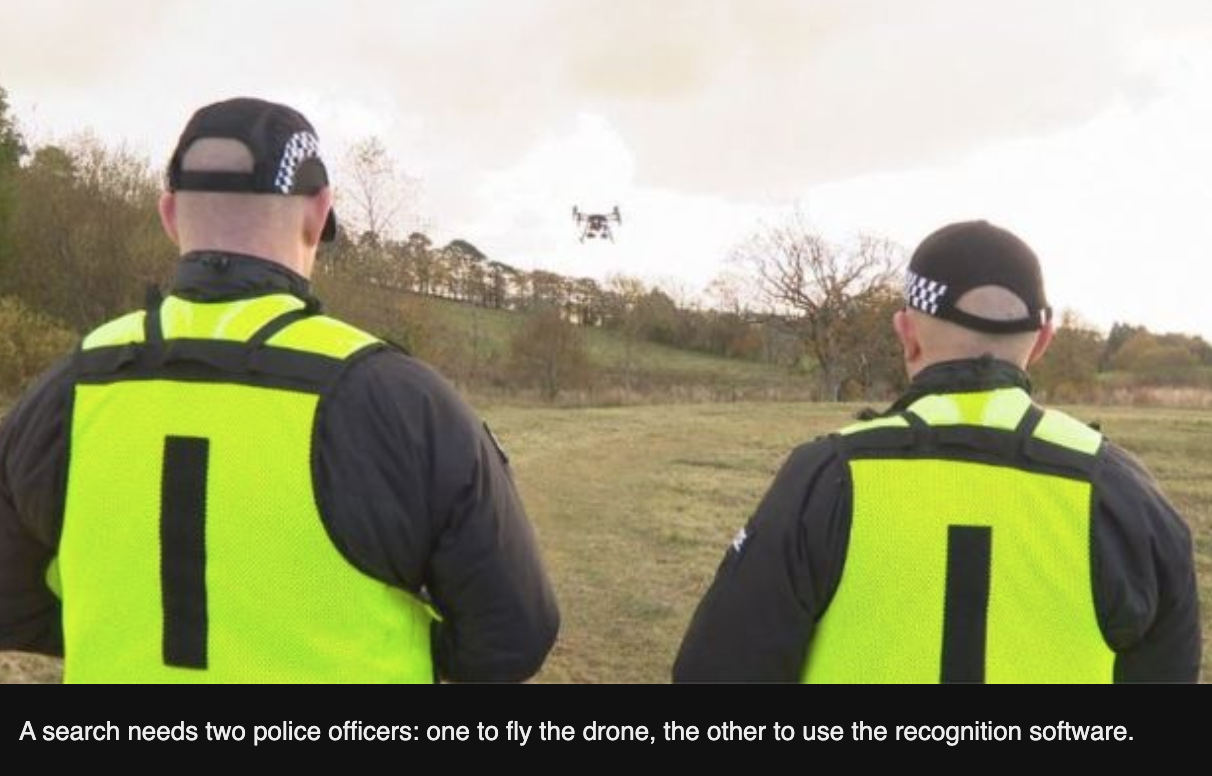 A search needs two police officers: one to fly the drone, the other to use the recognition software.